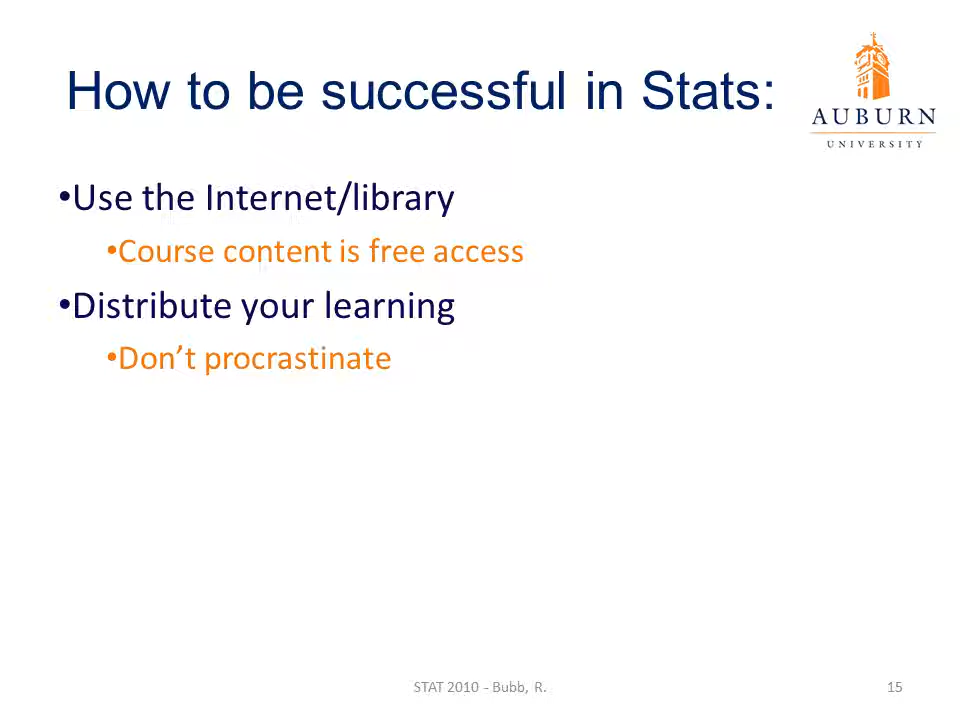 How to be successful in Stats:
AUBURN
UNIVERSITY
•Use the Internet/library
•Course content is free access
•Distribute your learning
•Don’t procrastinate
STAT 2010 - Bubb, R.
15